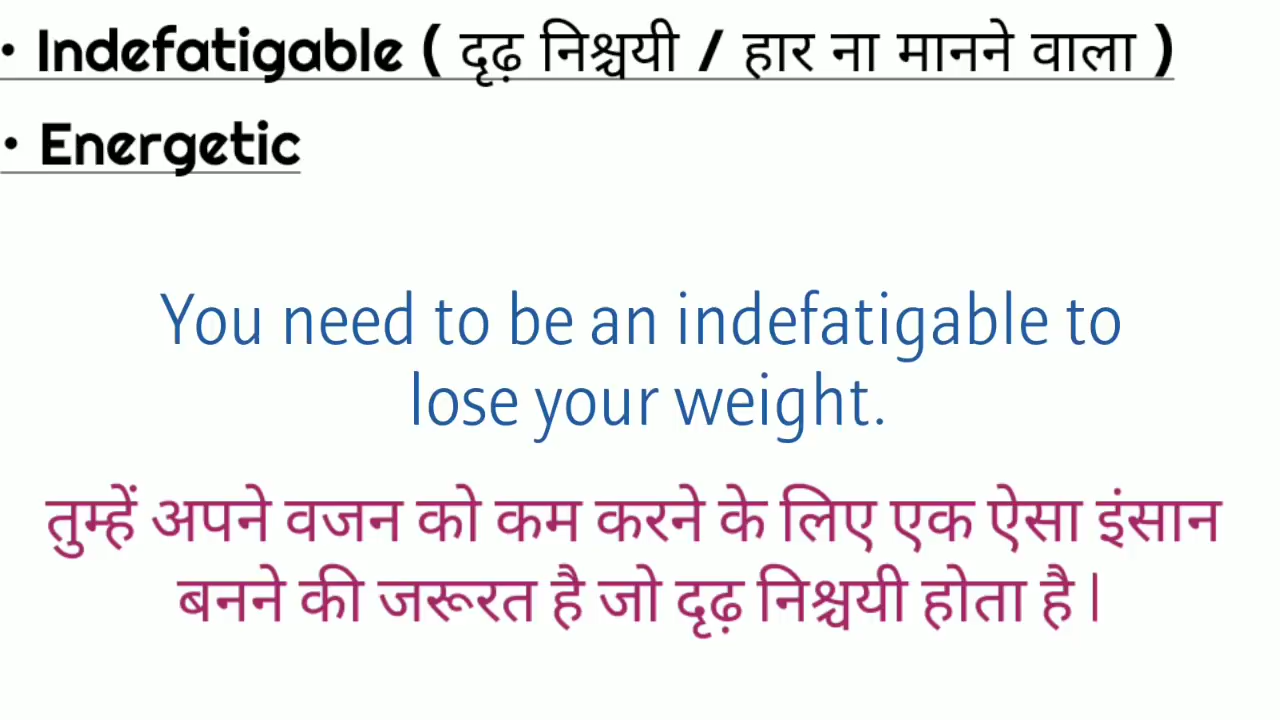 • Indefatigable ( दृढ़ निश्चयी / हार ना मानने वाला )
• Energetic
You need to be an indefatigable to
lose your weight.
तुम्हें अपने वजन को कम करने के लिए एक ऐसा इंसान
बनने की जरूरत है जो दृढ़ निश्चयी होता है।